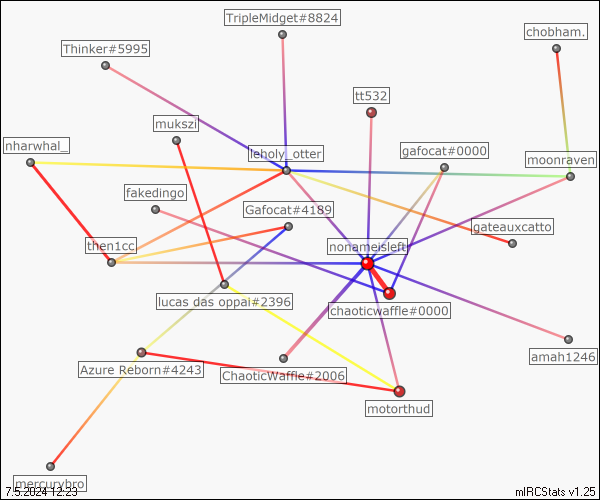 TripleMidget#8824
chobham.
Thinker#5995
tt532
mukszi
nharwhal_
leholy_otter
gafocat#0000
moonraven
fakedingo
Gafocat#4189
gateauxcatto
then1cc
nonameisleft
lucas das oppai#2396
chaoticwaffle#0000
amah1246
Azure Reborn#4243
ChaoticWaffle#2006
motorthud
mercurybro
7.5.2024 12:23
mIRCStats v1.25